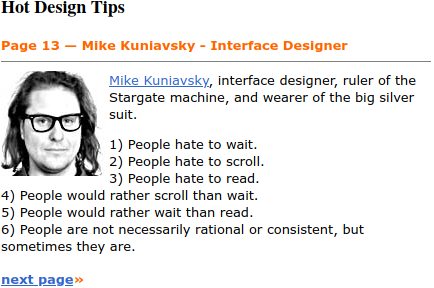 Hot Design Tips
Page 13 — Mike Kuniavsky - Interface Designer
Mike Kuniavsky, interface designer, ruler of the
Stargate machine, and wearer of the big silver
suit.
1) People hate to wait.
2) People hate to scroll.
3) People hate to read.
4) People would rather scroll than wait.
5) People would rather wait than read.
6) People are not necessarily rational or consistent, but
sometimes they are.
next page»